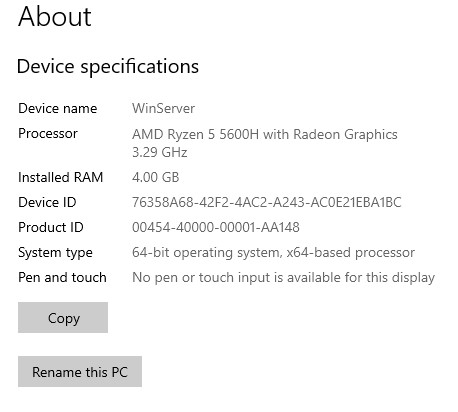 About
Device specifications
Device name WinServer
Processor AMD Ryzen 5 5600H with Radeon Graphics
3.29 GHz
Installed RAM 4.00 GB
Device ID 76358A68-42F2-4AC2-A243-AC0E21EBA1BC
Product ID 00454-40000-00001-AA148
System type 64-bit operating system, x64-based processor
Pen and touch No pen or touch input is available for this display
Copy
Rename this PC